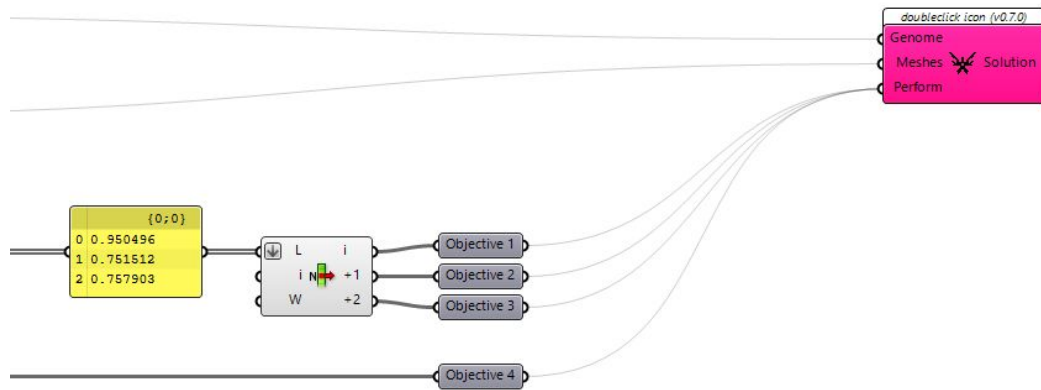 doubleclick icon (v0.7.0)
Genome
Meshes Solution
Perform
{0;0}
0 0.950496
1 0.751512
2 0.757903
L i
i N +1
W +2
Objective 1
Objective 2
Objective 3
Objective 4